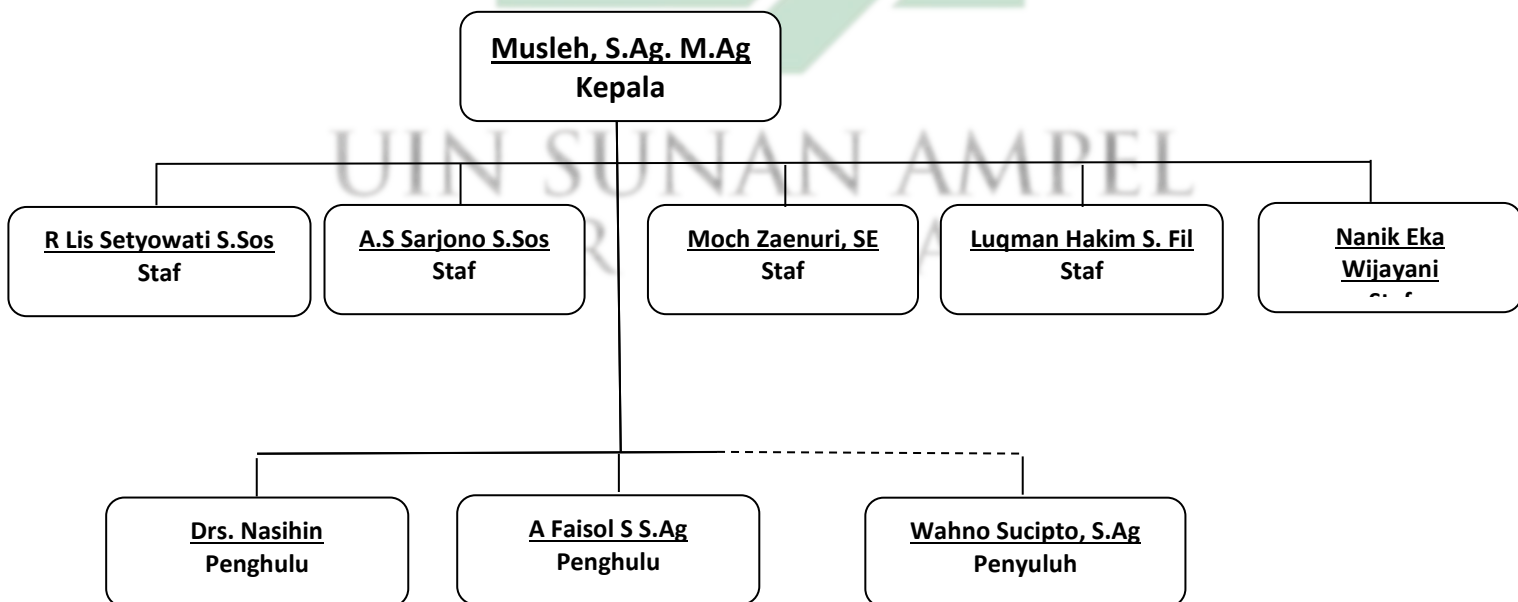 Musleh, S.Ag. M.Ag
Kepala
UIN SUNAN AMPEL
R Lis Setyowati S.Sos
Staf
A.S Sarjono S.Sos
Staf
Moch Zaenuri, SE
Staf
Luqman Hakim S. Fil
Staf
Nanik Eka
Wijayani
Drs. Nasihin
Penghulu
A Faisol S S.Ag
Penghulu
Wahno Sucipto, S.Ag
Penyuluh